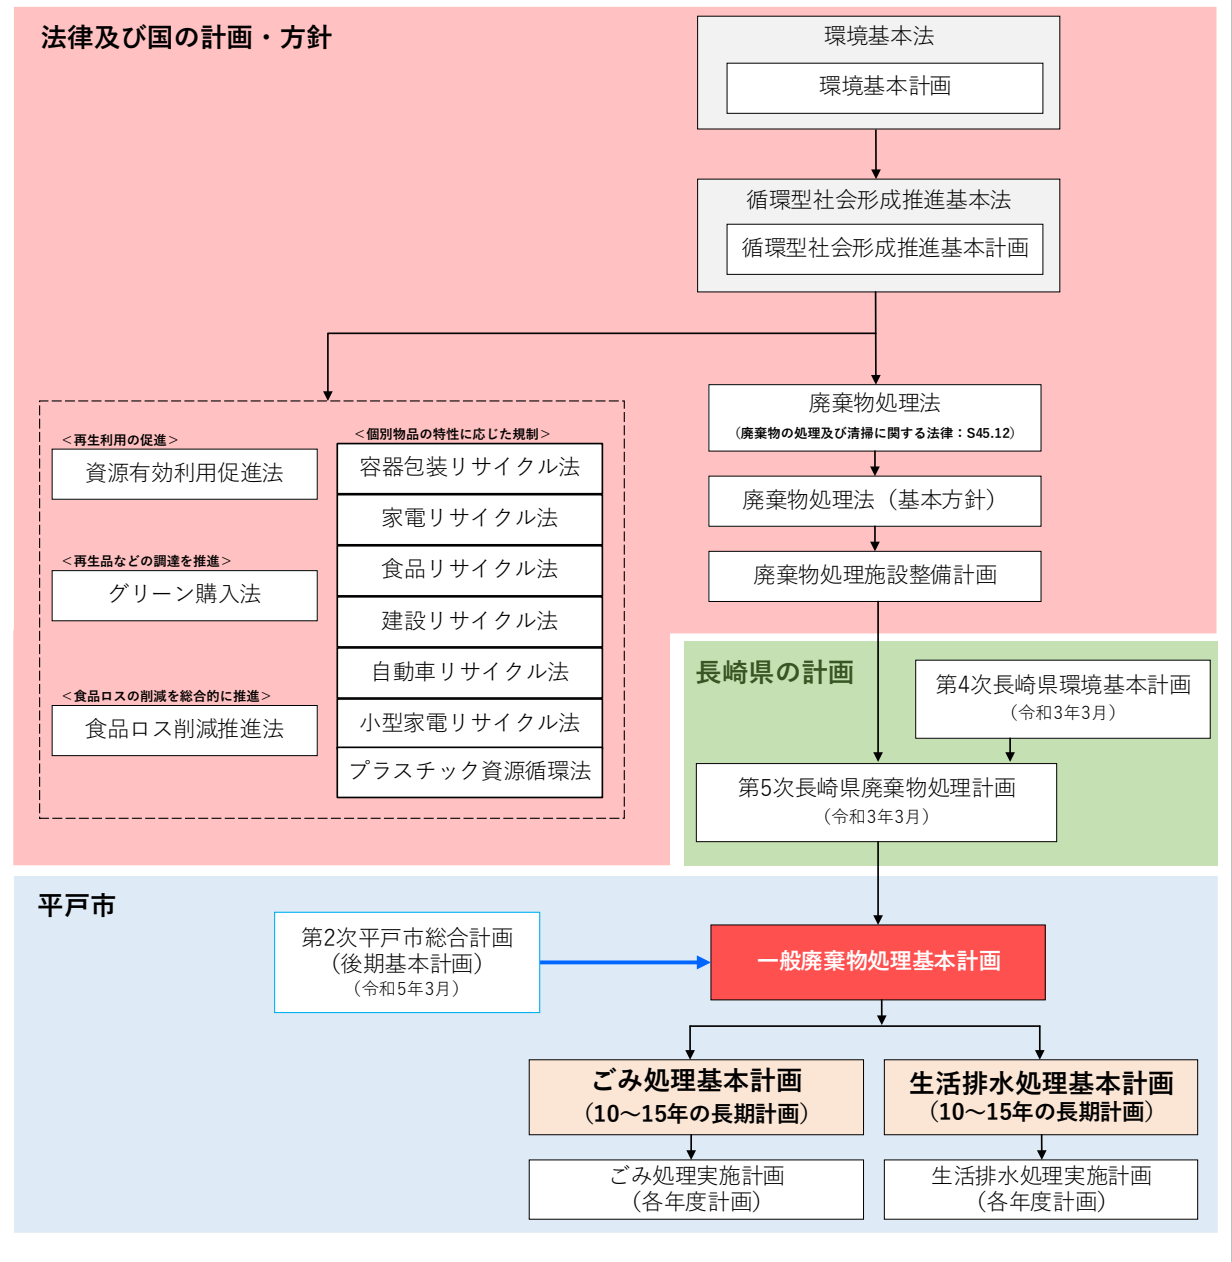 法律及び国の計画・方針
環境基本法
環境基本計画
循環型社会形成推進基本法
循環型社会形成推進基本計画
＜再生利用の促進＞
資源有効利用促進法
＜再生品などの調達を推進＞
グリーン購入法
＜食品ロスの削減を総合的に推進＞
食品ロス削減推進法
＜個別物品の特性に応じた規制＞
容器包装リサイクル法
家電リサイクル法
食品リサイクル法
建設リサイクル法
自動車リサイクル法
小型家電リサイクル法
プラスチック資源循環法
廃棄物処理法
（廃棄物の処理及び清掃に関する法律：S45.12）
廃棄物処理法（基本方針）
廃棄物処理施設整備計画
長崎県の計画
第4次長崎県環境基本計画
（令和3年3月）
第5次長崎県廃棄物処理計画
（令和3年3月）
平戸市
第2次平戸市総合計画
（後期基本計画）
（令和5年3月）
一般廃棄物処理基本計画
ごみ処理基本計画
（10～15年の長期計画）
生活排水処理基本計画
（10～15年の長期計画）
ごみ処理実施計画
（各年度計画）
生活排水処理実施計画
（各年度計画）